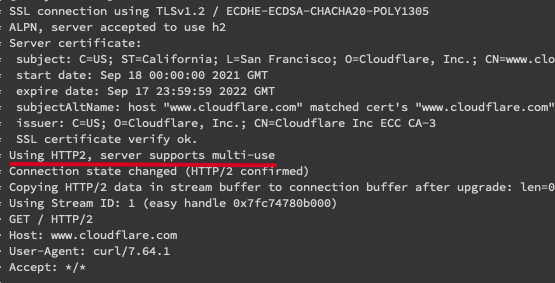 SSL connection using TLSv1.2 / ECDHE-ECDSA-CHACHA20-POLY1305
ALPN, server accepted to use h2
Server certificate:
subject: C=US; ST=California; L=San Francisco; O=Cloudflare, Inc.; CN=www.clo
start date: Sep 18 00:00:00 2021 GMT
expire date: Sep 17 23:59:59 2022 GMT
subjectAltName: host "www.cloudflare.com" matched cert's "www.cloudflare.com"
issuer: C=US; O=Cloudflare, Inc.; CN=Cloudflare Inc ECC CA-3
SSL certificate verify ok.
Using HTTP2, server supports multi-use
Connection state changed (HTTP/2 confirmed)
Copying HTTP/2 data in stream buffer to connection buffer after upgrade: len=0
Using Stream ID: 1 (easy handle 0x7fc74780b000)
GET / HTTP/2
Host: www.cloudflare.com
User-Agent: curl/7.64.1
Accept: */*